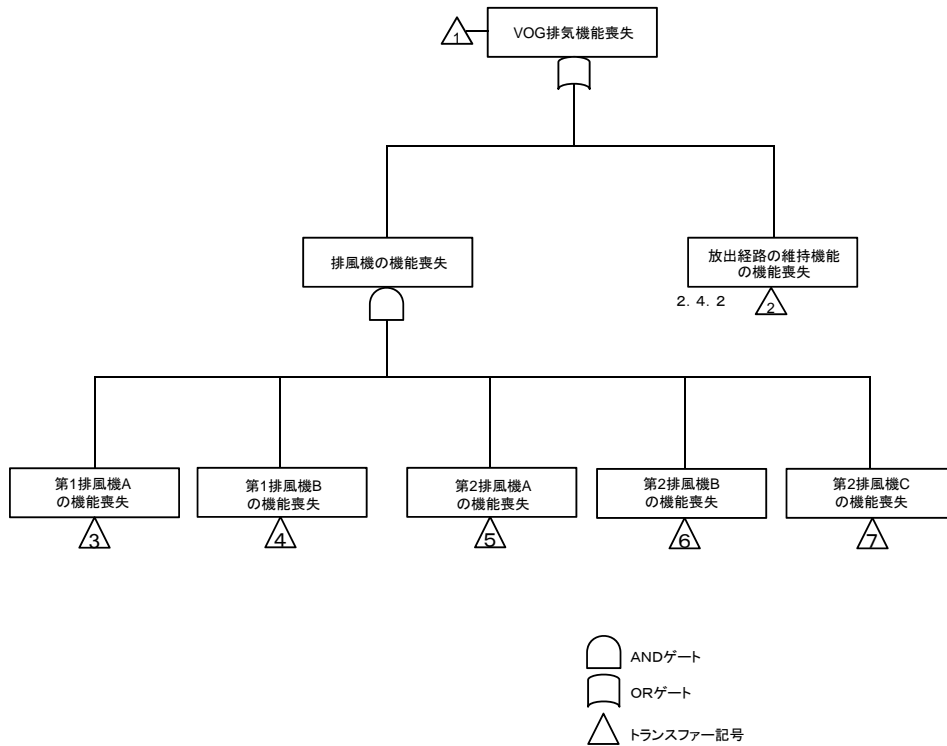 1
VOG排気機能喪失
排風機の機能喪失
放出経路の維持機能
の機能喪失
2. 4. 2
2
第1排風機A
の機能喪失
3
第1排風機B
の機能喪失
4
第2排風機A
の機能喪失
5
第2排風機B
の機能喪失
6
第2排風機C
の機能喪失
7
ANDゲート
ORゲート
トランスファー記号